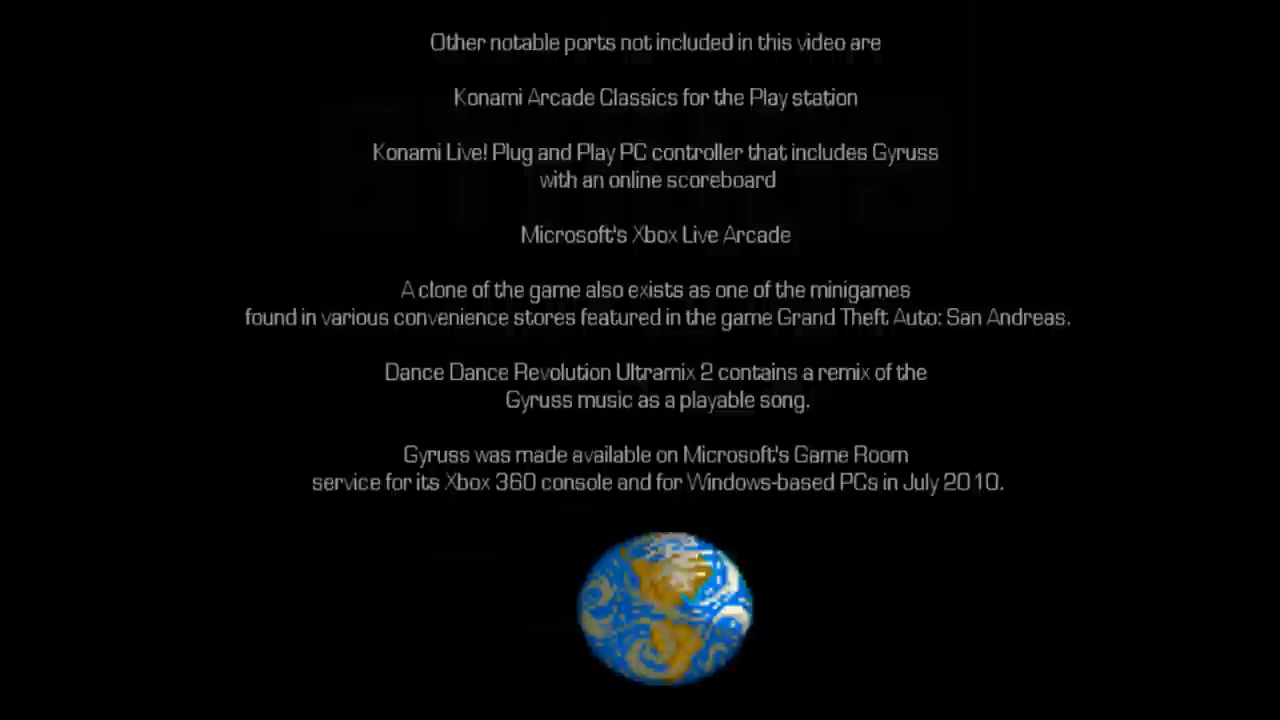 Other notable ports not included in this video are
Konami Arcade Classics for the Play station
Konami Live! Plug and Play PC controller that includes Gyruss
with an online scoreboard
Microsoft's Xbox Live Arcade
A clone of the game also exists as one of the minigames
found in various convenience stores featured in the game Grand Theft Auto: San Andreas.
Dance Dance Revolution Ultramix 2 contains a remix of the
Gyruss music as a playable song.
Gyruss was made available on Microsoft's Game Room
service for its Xbox 360 console and for Windows-based PCs in July 2010.